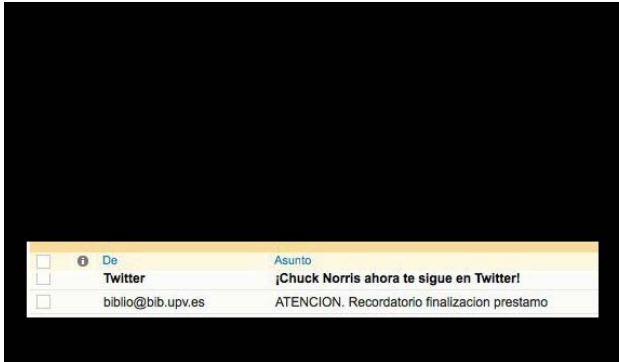 De Asunto
Twitter ¡Chuck Norris ahora te sigue en Twitter!
biblio@bib.upv.es ATENCION. Recordatorio finalizacion prestamo